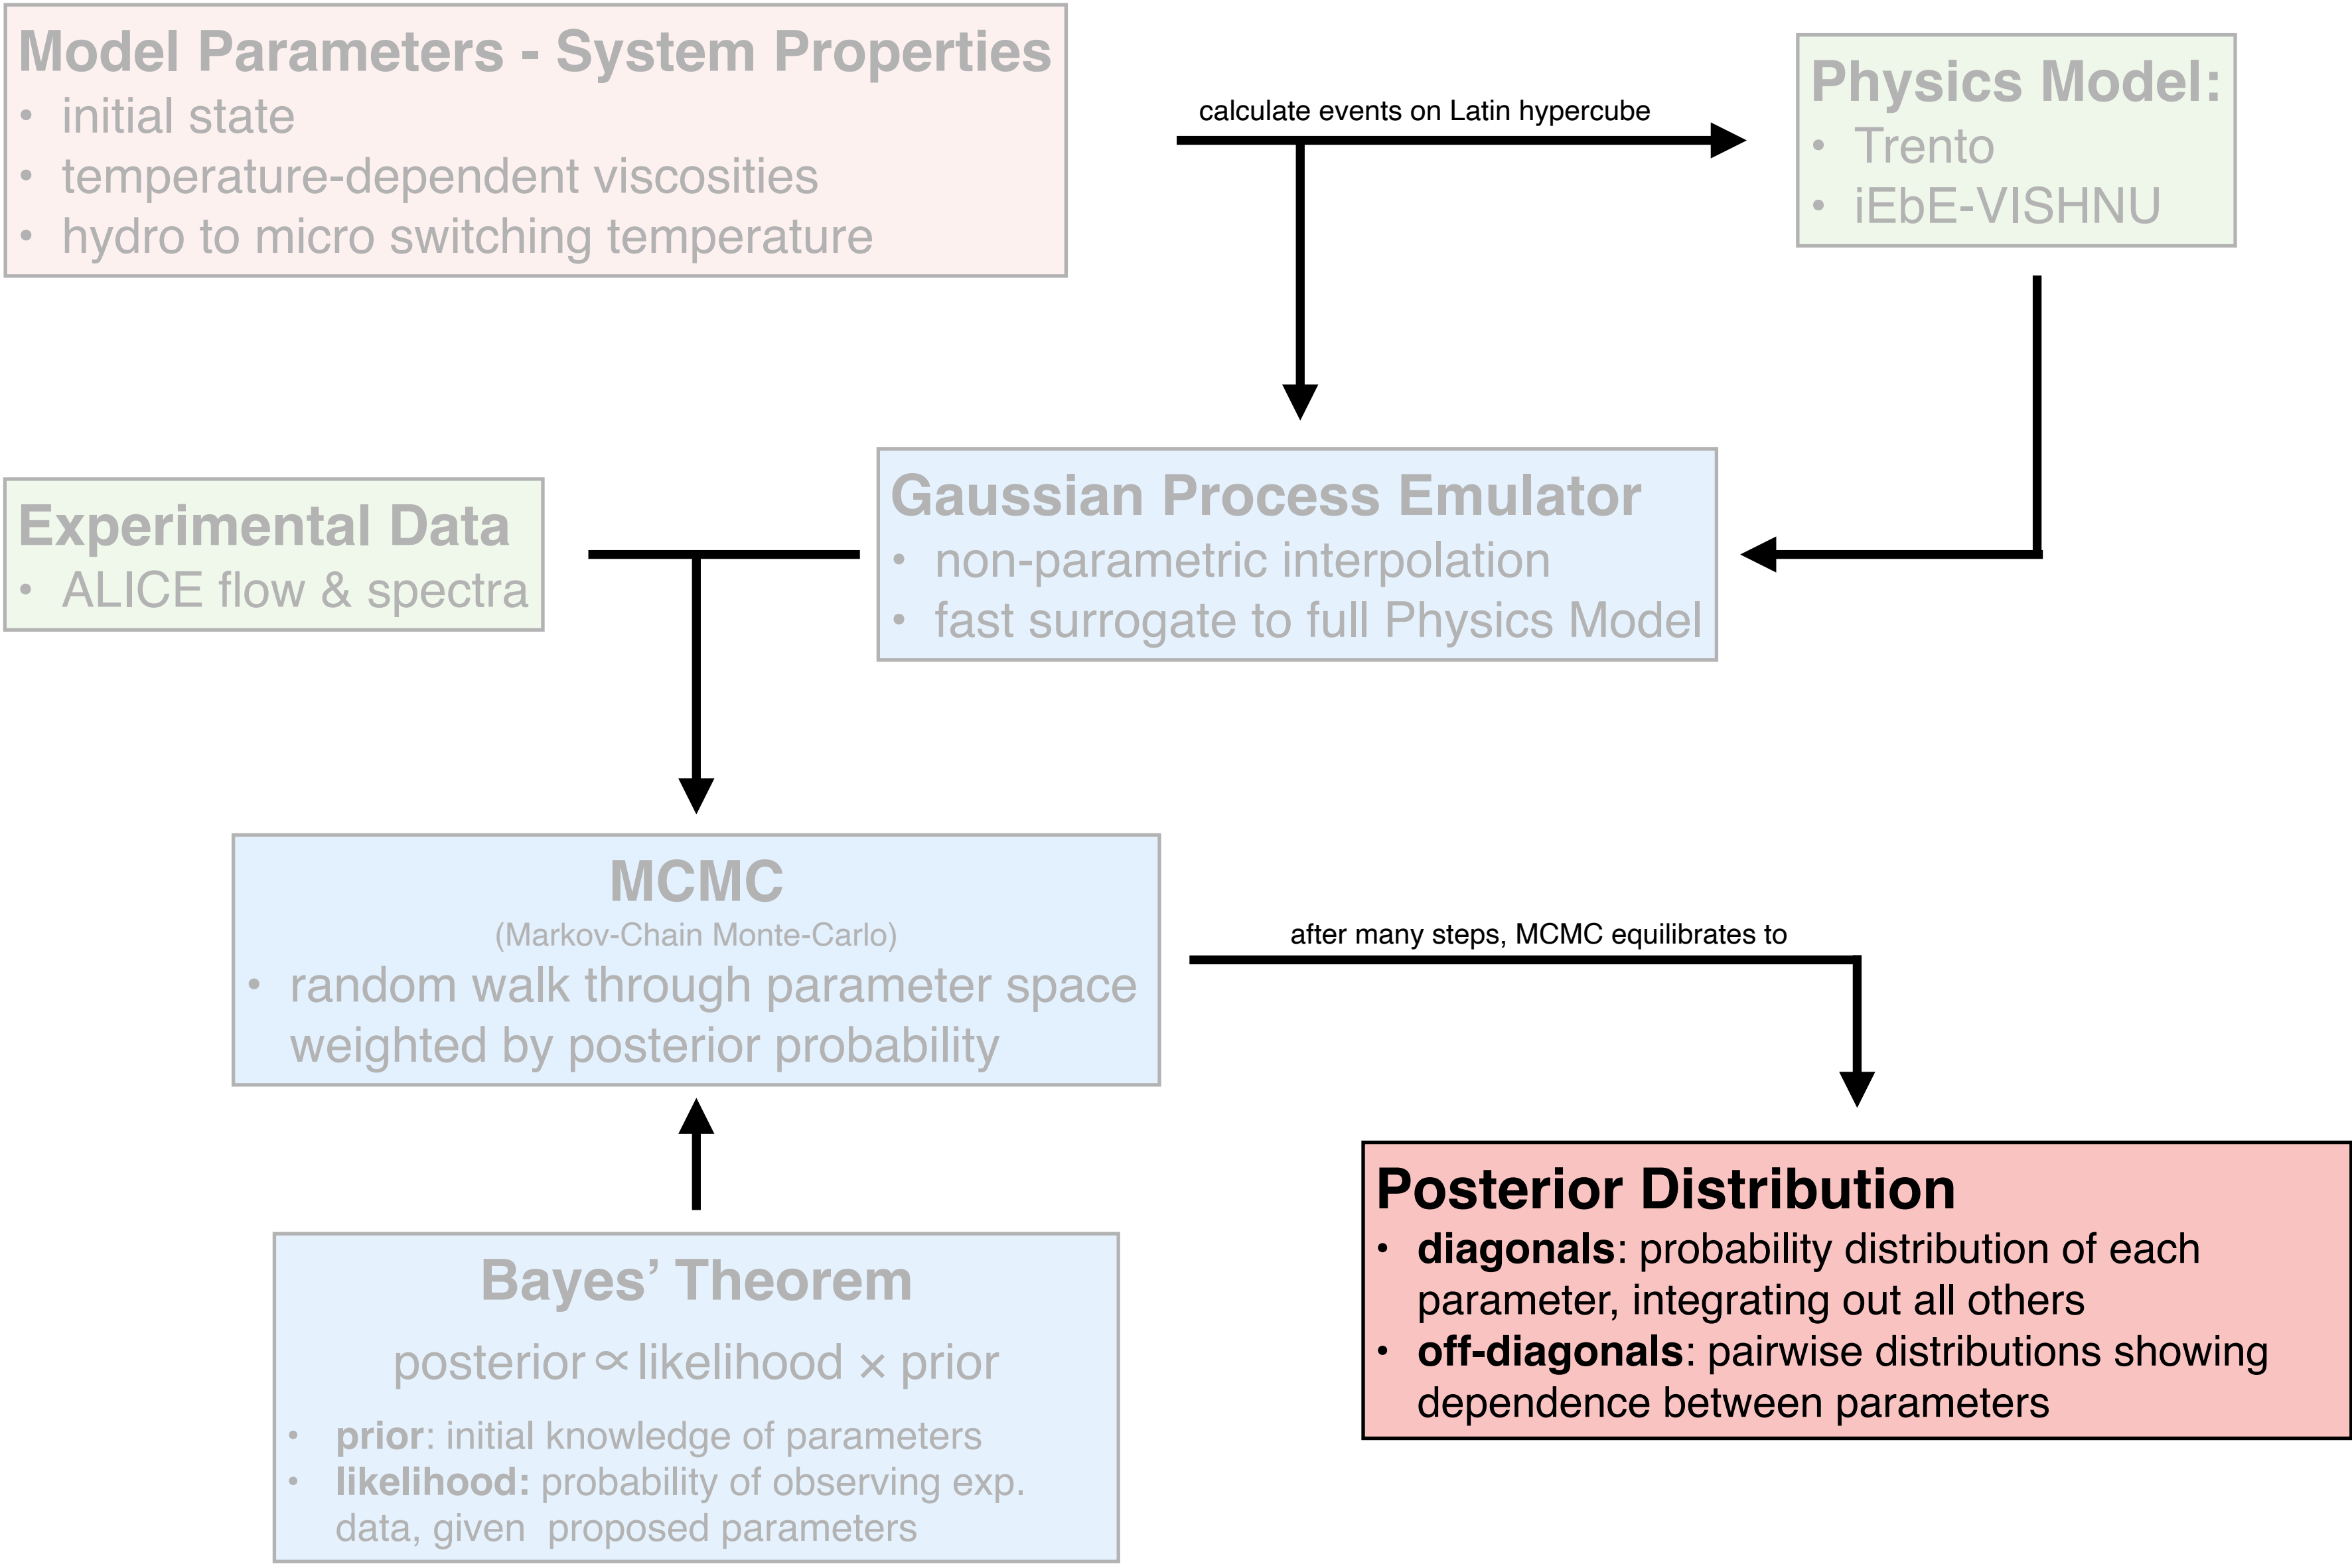 Model Parameters - System Properties
• initial state
• temperature-dependent viscosities
• hydro to micro switching temperature
calculate events on Latin hypercube
Physics Model:
• Trento
• iEbE-VISHNU
Experimental Data
• ALICE flow & spectra
Gaussian Process Emulator
• non-parametric interpolation
• fast surrogate to full Physics Model
MCMC
(Markov-Chain Monte-Carlo)
• random walk through parameter space
weighted by posterior probability
after many steps, MCMC equilibrates to
Bayes’ Theorem
posterior ∝ likelihood × prior
• prior: initial knowledge of parameters
• likelihood: probability of observing exp.
data, given proposed parameters
Posterior Distribution
• diagonals: probability distribution of each
parameter, integrating out all others
• off-diagonals: pairwise distributions showing
dependence between parameters